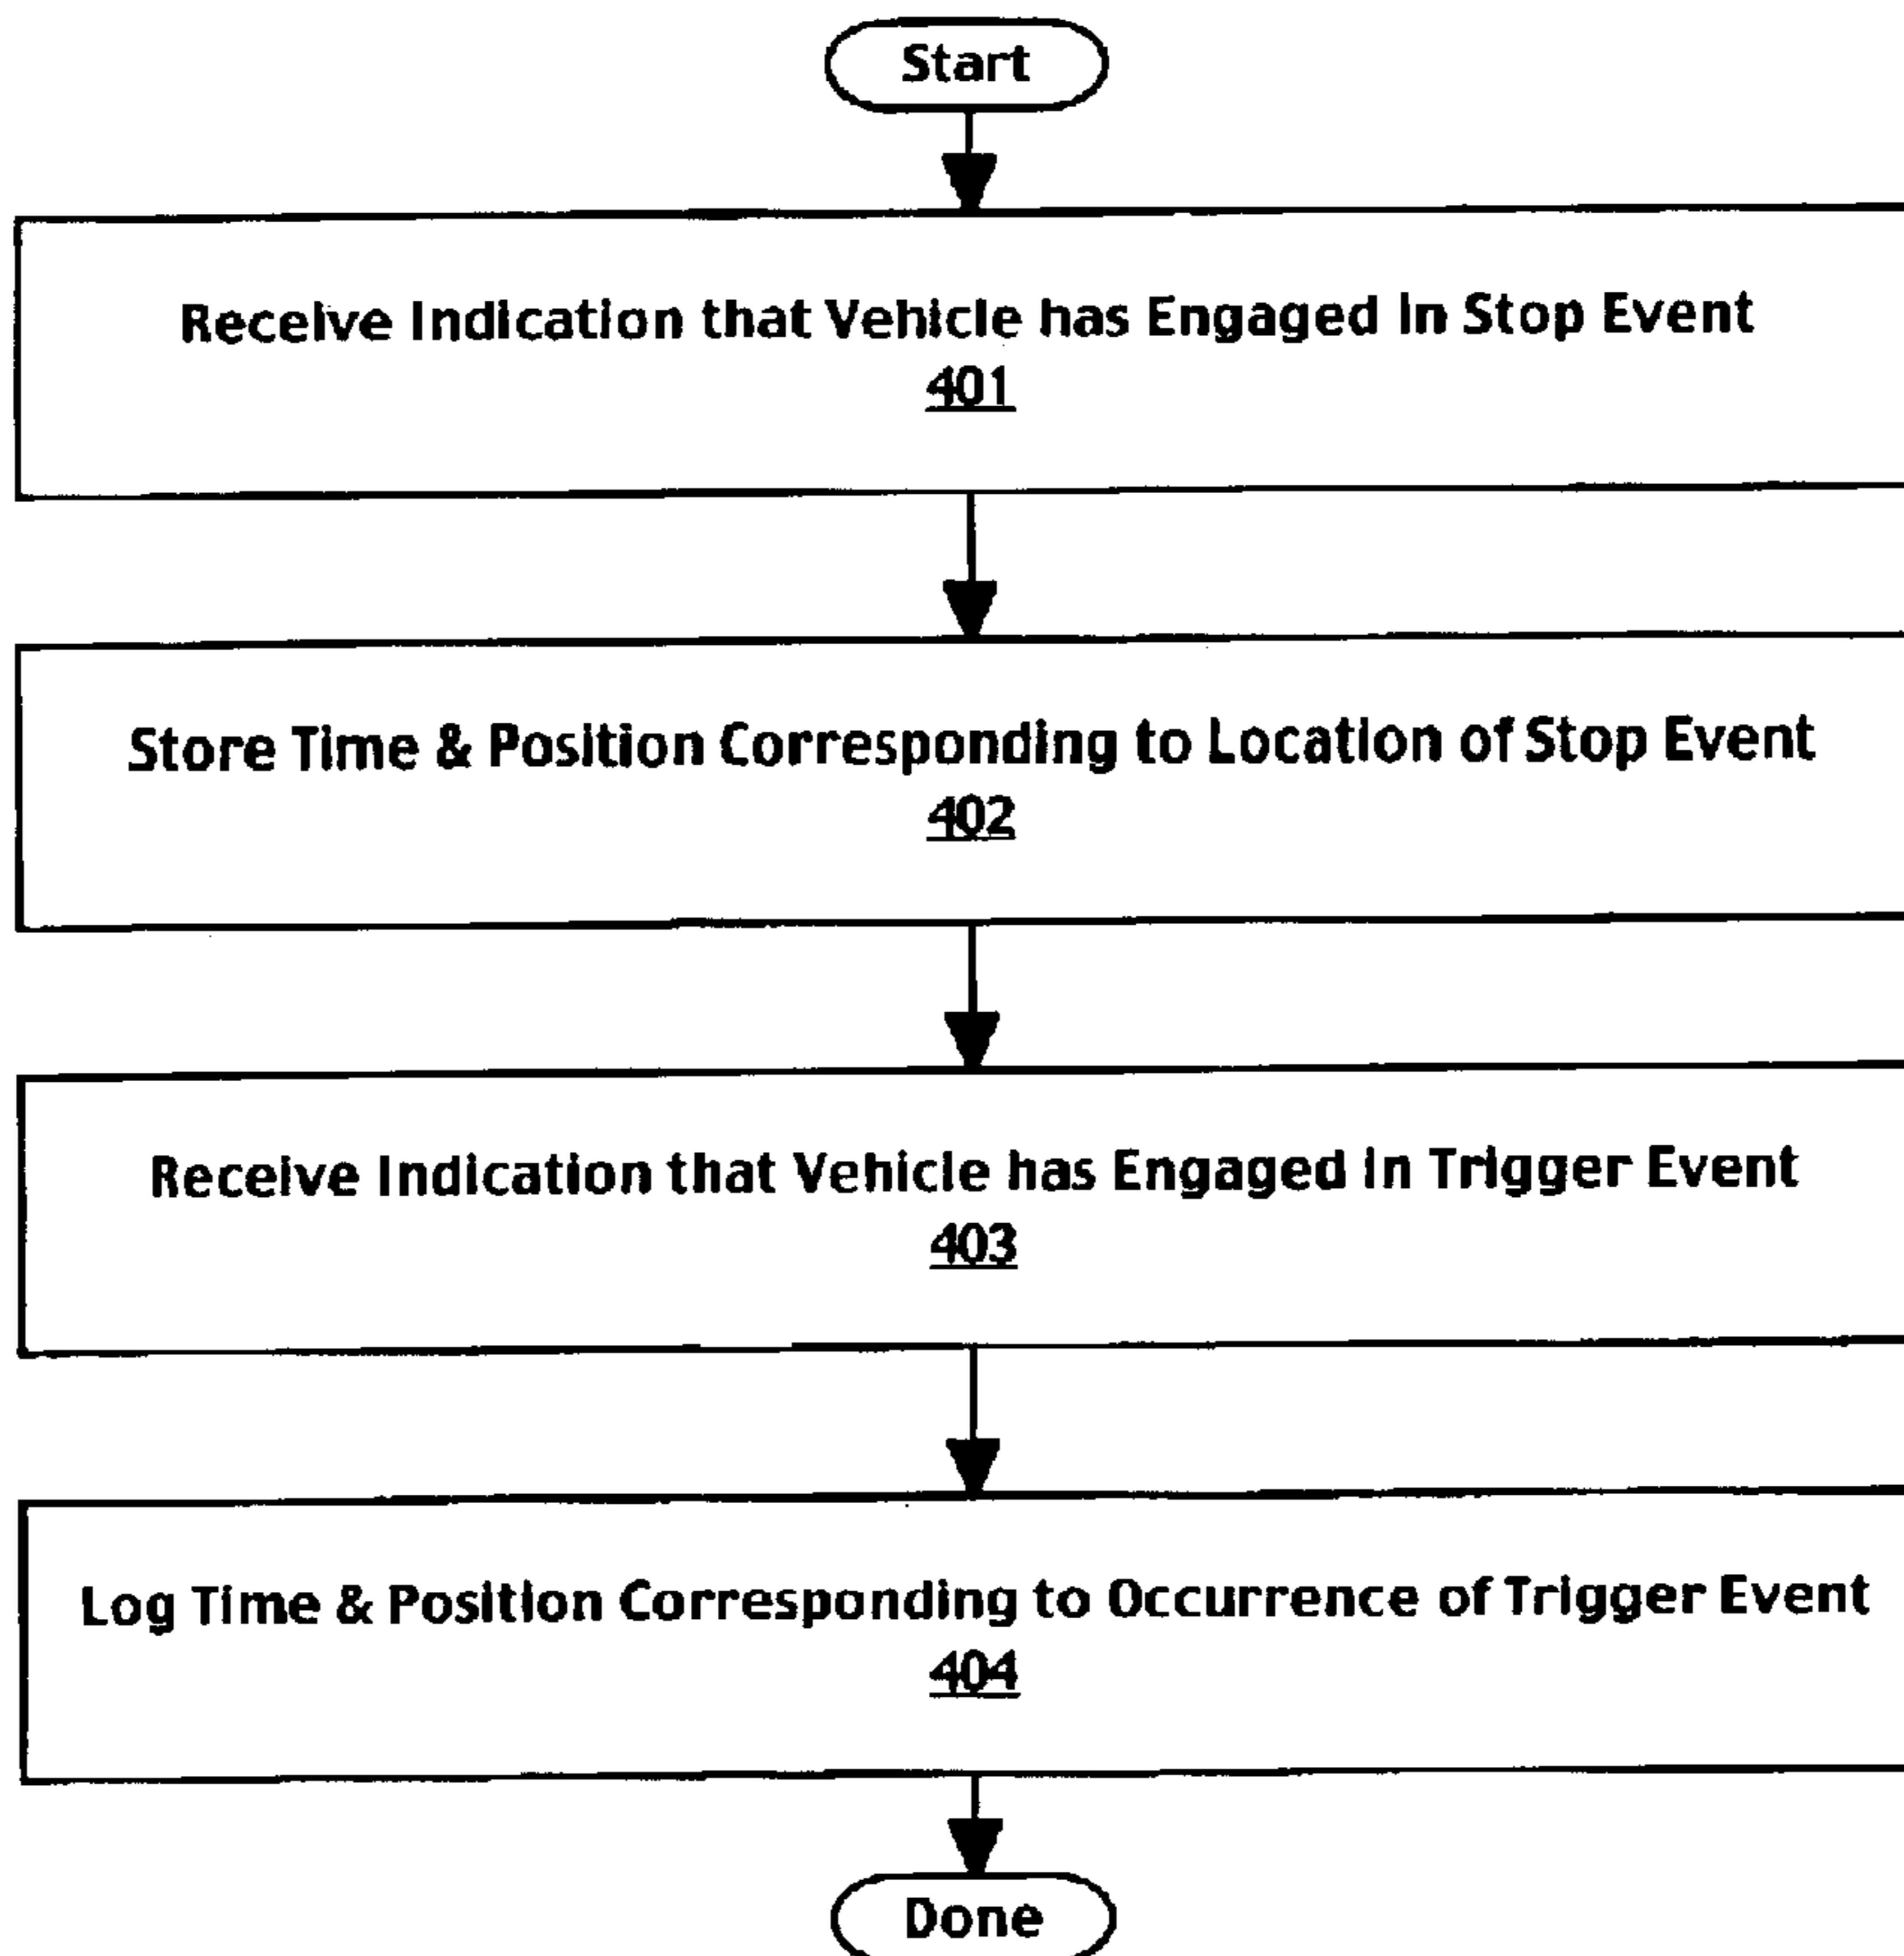 Start
Receive Indication that Vehicle has Engaged in Stop Event
401
Store Time & Position Corresponding to Location of Stop Event
402
Receive Indication that Vehicle has Engaged in Trigger Event
403
Log Time & Position Corresponding to Occurrence of Trigger Event
404
Done